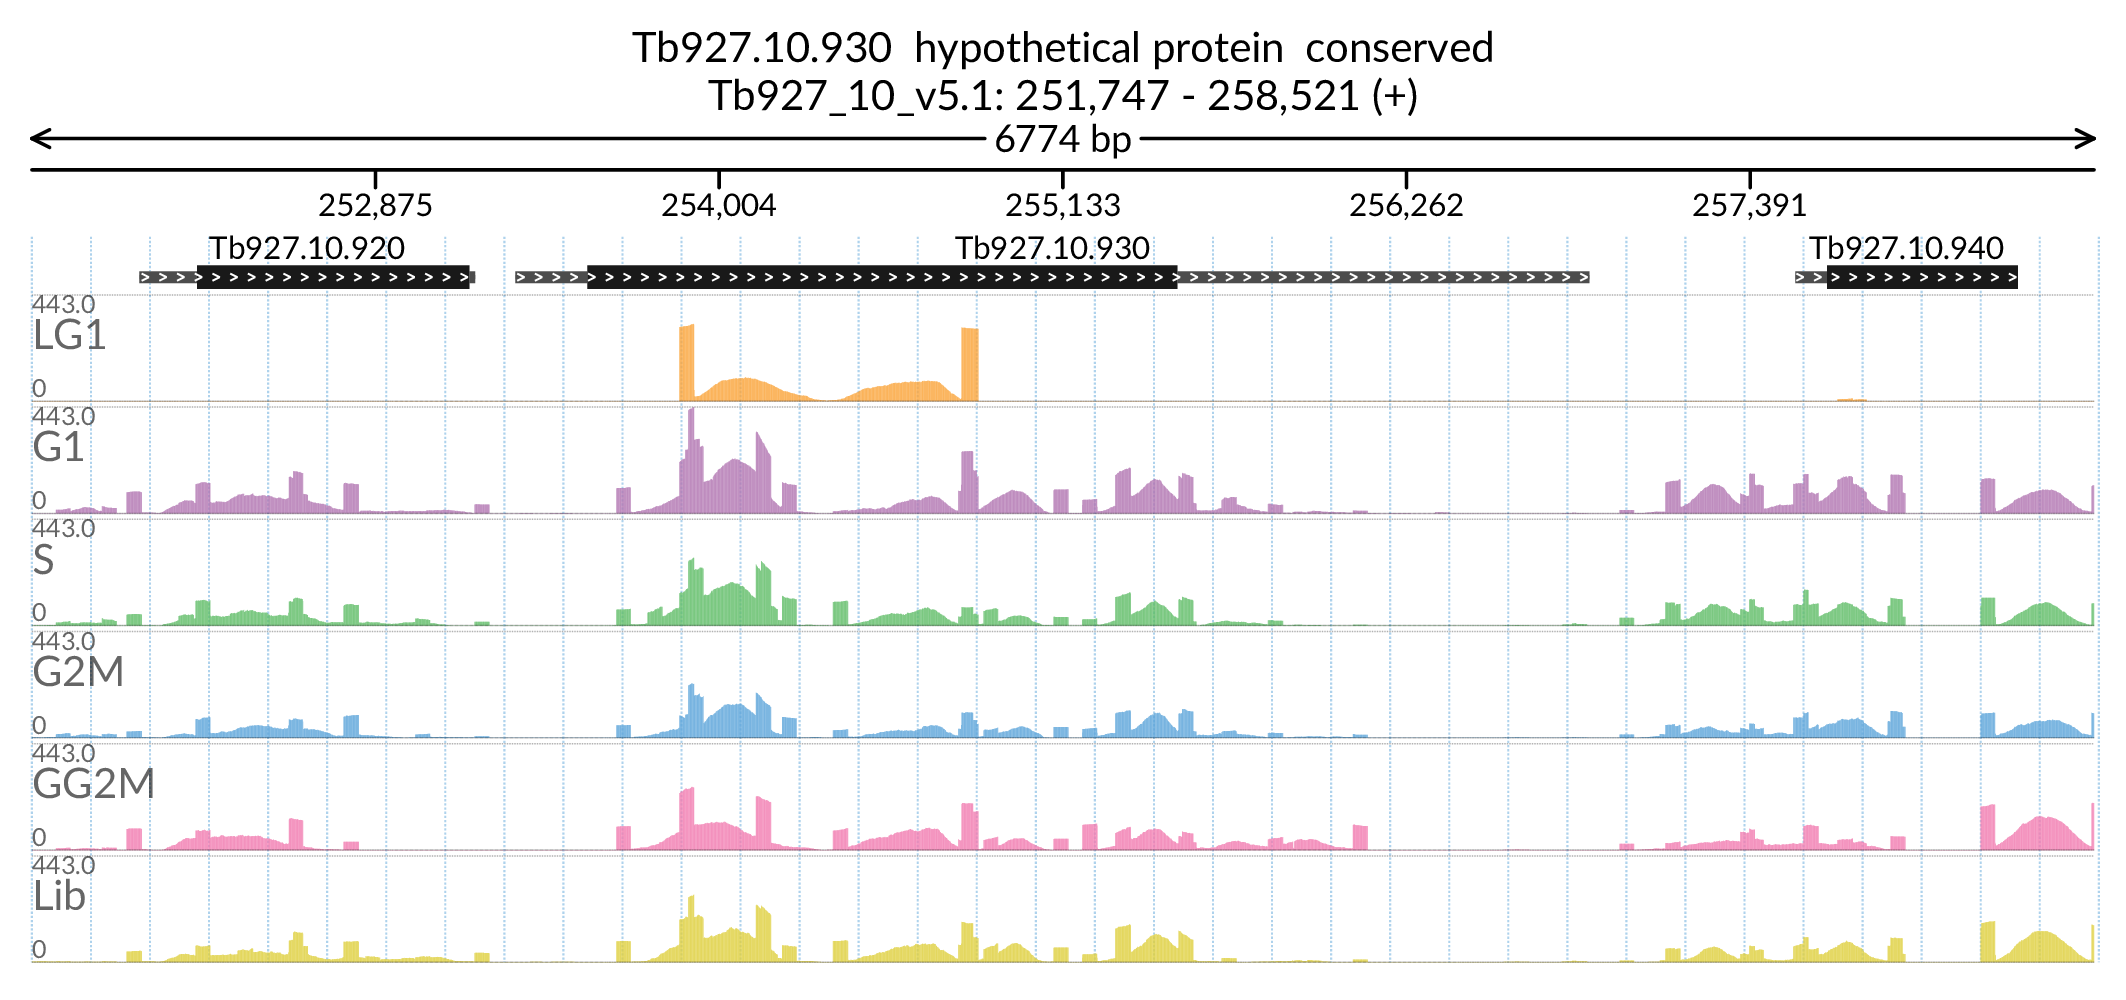 Tb927.10.930  hypothetical protein  conserved
Tb927_10_v5.1: 251,747 - 258,521 (+)
6774 bp
252,875 254,004 255,133 256,262 257,391
Tb927.10.920 Tb927.10.930 Tb927.10.940
443.0
LG1
0
443.0
G1
0
443.0
S
0
443.0
G2M
0
443.0
GG2M
0
443.0
Lib
0